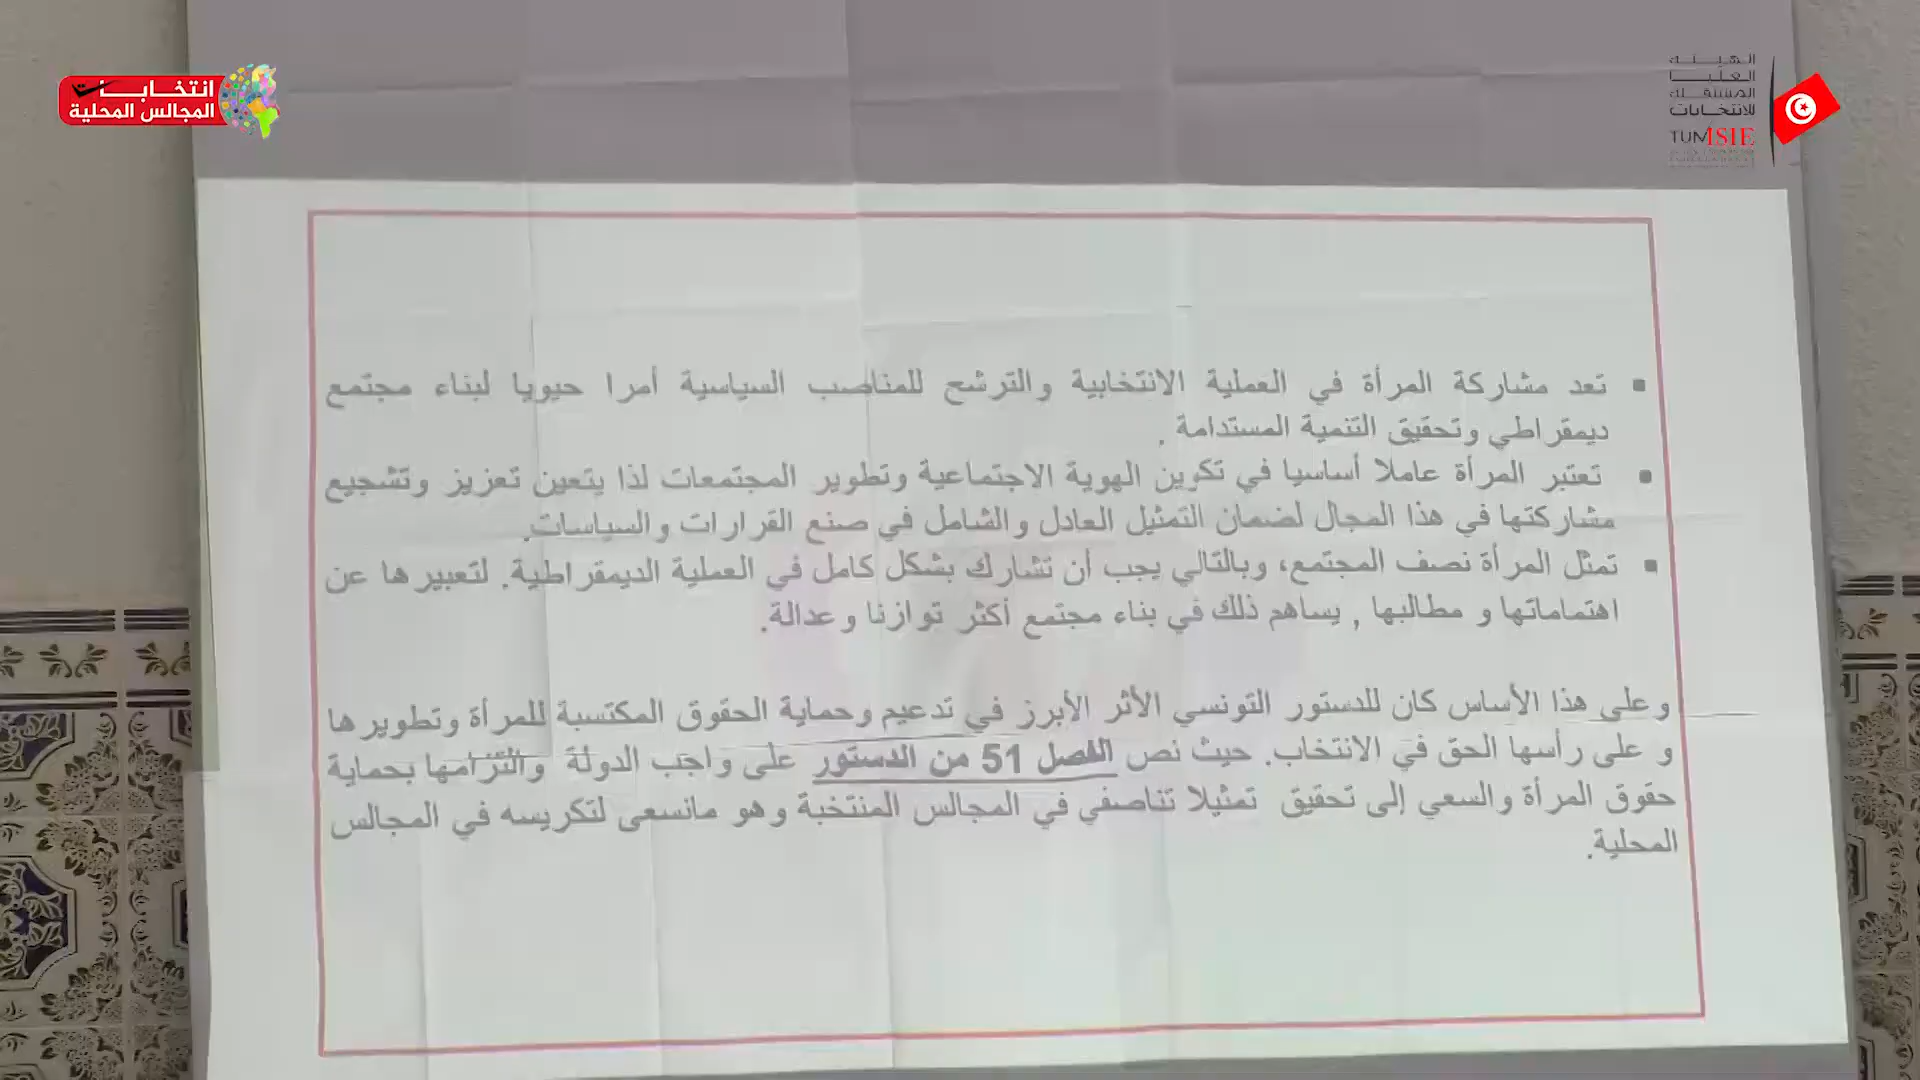 انتخابات
المجالس المحلية
الهيئة
العليا
المستقلة
للانتخابات
TUNISIE
تعد مشاركة المرأة في العملية الانتخابية والترشح للمناصب السياسية أمرا حيويا لبناء مجتمع
ديمقراطي وتحقيق التنمية المستدامة .
تعتبر المرأة عاملا أساسيا في تكوين الهوية الاجتماعية وتطوير المجتمعات لذا يتعين تعزيز وتشجيع
مشاركتها في هذا المجال لضمان التمثيل العادل والشامل في صنع القرارات والسياسات.
تمثل المرأة نصف المجتمع، وبالتالي يجب أن تشارك بشكل كامل في العملية الديمقراطية. لتعبيرها عن
اهتماماتها و مطالبها , يساهم ذلك في بناء مجتمع أكثر توازنا وعدالة.
وعلى هذا الأساس كان للدستور التونسي الأثر الأبرز في تدعيم وحماية الحقوق المكتسبة للمرأة وتطويرها
و على رأسها الحق في الانتخاب. حيث نص الفصل 51 من الدستور على واجب الدولة والتزامها بحماية
حقوق المرأة والسعي إلى تحقيق تمثيلا تناصفي في المجالس المنتخبة وهو مانسعى لتكريسه في المجالس
المحلية.